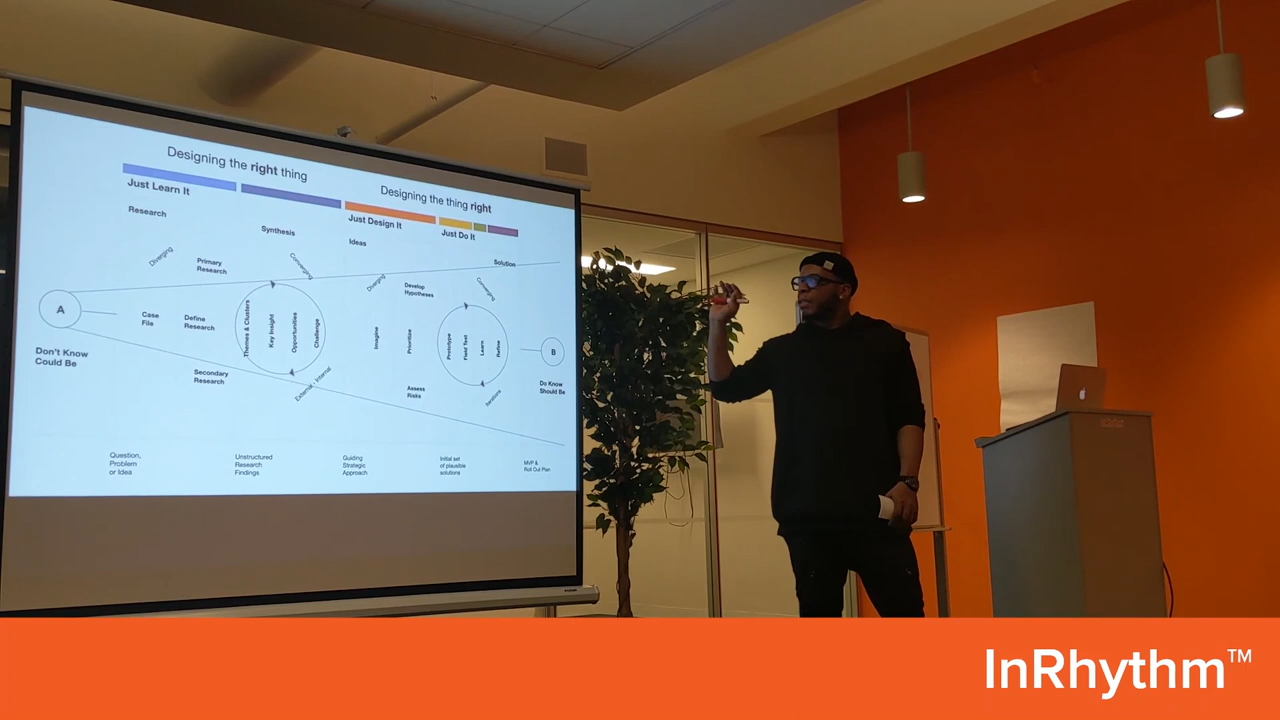 Designing the right thing
Designing the thing right
Just Learn It
Just Design It
Just Do It
Research
Synthesis
Ideas
Solution
Diverging
Primary
Research
Converging
Diverging
Develop
Hypotheses
Converging
A
Case
File
Define
Research
Themes & Clusters
Key Insight
Opportunities
Challenge
Imagine
Prioritize
Prototype
Field Test
Learn
Refine
B
Don't Know
Could Be
Secondary
Research
External - Internal
Assess
Risks
Iterations
Do Know
Should Be
Question,
Problem
or Idea
Unstructured
Research
Findings
Guiding
Strategic
Approach
Initial set
of plausible
solutions
MVP &
Roll Out Plan
InRhythm™